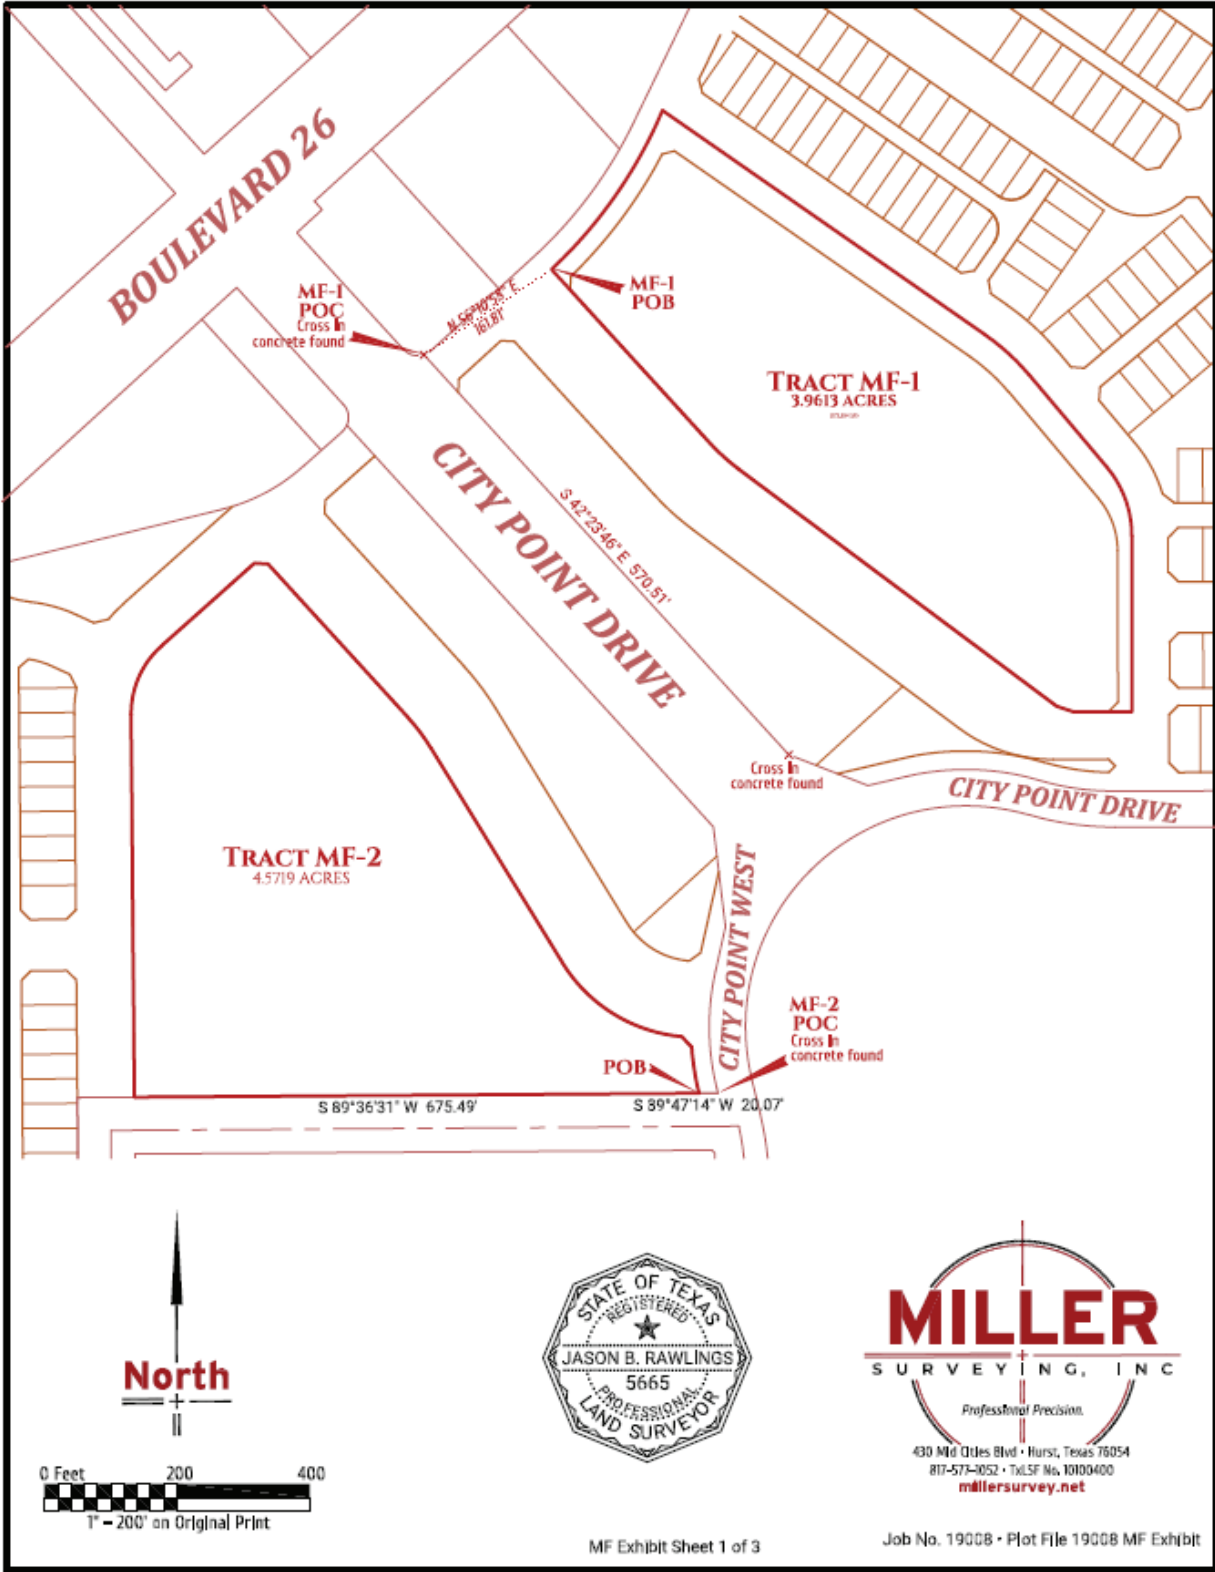 BOULEVARD 26
MF-1
POC
Cross In
concrete found
N 56°10'58" E
161.81'
MF-1
POB
TRACT MF-1
3.9613 ACRES
CITY POINT DRIVE
S 42°23'46" E 570.51'
Cross In
concrete found
CITY POINT DRIVE
TRACT MF-2
4.5719 ACRES
CITY POINT WEST
MF-2
POC
Cross In
concrete found
POB
S 89°36'31" W 675.49'
S 89°47'14" W 20.07'
North
0 Feet 200 400
1" = 200' on Original Print
STATE OF TEXAS
REGISTERED
JASON B. RAWLINGS
5665
PROFESSIONAL
LAND SURVEYOR
MILLER
SURVEYING, INC
Professional Precision.
430 Mid Cities Blvd • Hurst, Texas 76054
817-577-1052 • TxLSF No. 10100400
millersurvey.net
MF Exhibit Sheet 1 of 3
Job No. 19008 • Plot File 19008 MF Exhibit